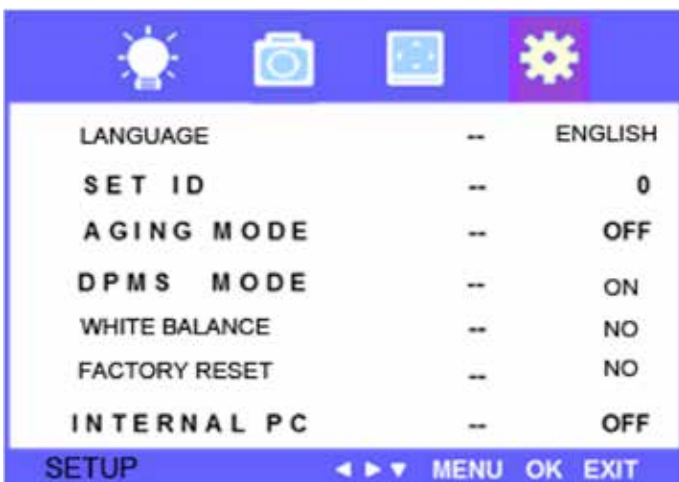 LANGUAGE -- ENGLISH
SET ID -- 0
AGING MODE -- OFF
DPMS MODE -- ON
WHITE BALANCE -- NO
FACTORY RESET -- NO
INTERNAL PC -- OFF
SETUP ◄ ► ▼ MENU OK EXIT